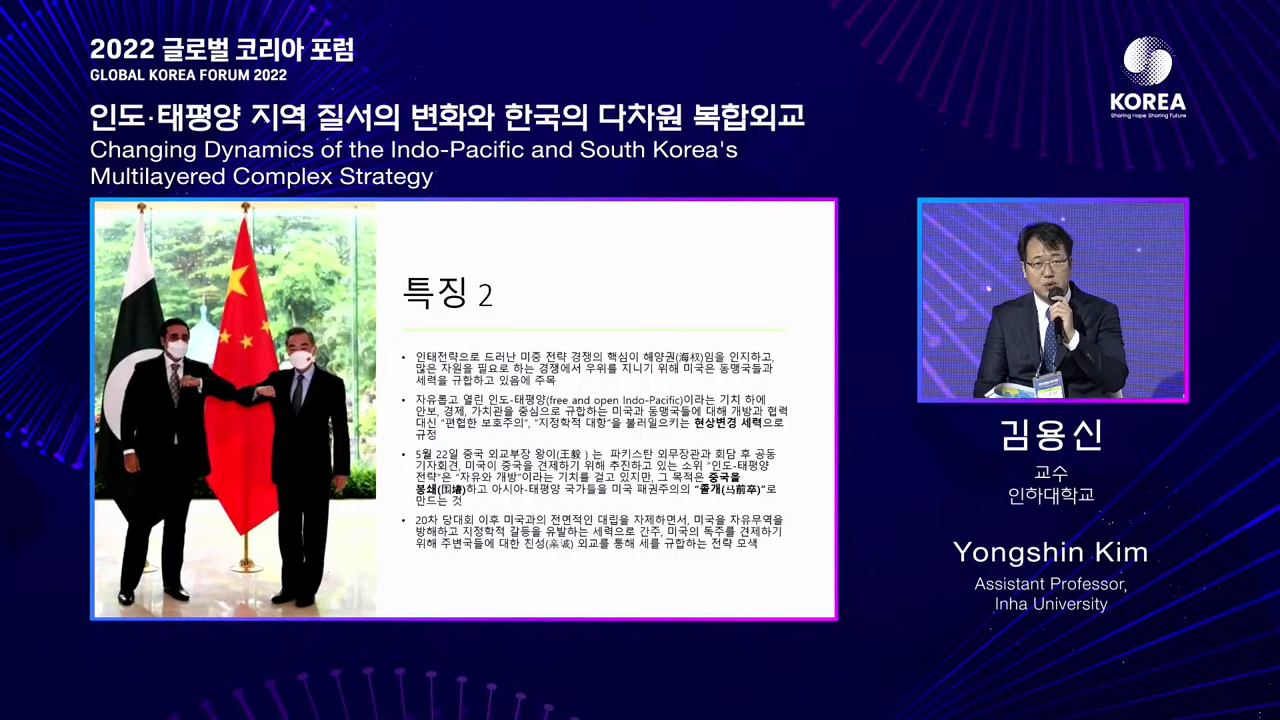 2022 글로벌 코리아 포럼
GLOBAL KOREA FORUM 2022
인도·태평양 지역 질서의 변화와 한국의 다차원 복합외교
Changing Dynamics of the Indo-Pacific and South Korea's
Multilayered Complex Strategy
KOREA
Sharing Hope Sharing Future
특징 2
• 인태전략으로 드러난 미중 전략 경쟁의 핵심이 해양권(海权)임을 인지하고,
많은 자원을 필요로 하는 경쟁에서 우위를 지니기 위해 미국은 동맹국들과
세력을 규합하고 있음에 주목
• 자유롭고 열린 인도-태평양(free and open Indo-Pacific)이라는 기치 하에
안보, 경제, 가치관을 중심으로 규합하는 미국과 동맹국들에 대해 개방과 협력
대신 "편협한 보호주의", "지정학적 대항"을 불러일으키는 현상변경 세력으로
규정
• 5월 22일 중국 외교부장 왕이(王毅 ) 는 파키스탄 외무장관과 회담 후 공동
기자회견, 미국이 중국을 견제하기 위해 추진하고 있는 소위 "인도-태평양
전략"은 "자유와 개방"이라는 기치를 걸고 있지만, 그 목적은 중국을
봉쇄(围堵)하고 아시아-태평양 국가들을 미국 패권주의의 "졸개(马前卒)"로
만드는 것
• 20차 당대회 이후 미국과의 전면적인 대립을 자제하면서, 미국을 자유무역을
방해하고 지정학적 갈등을 유발하는 세력으로 간주, 미국의 독주를 견제하기
위해 주변국들에 대한 친성(亲诚) 외교를 통해 세를 규합하는 전략 모색
김용신
교수
인하대학교
Yongshin Kim
Assistant Professor,
Inha University